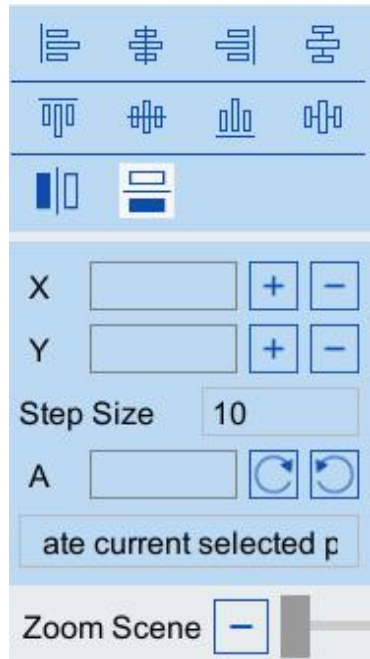 X + −
Y + −
Step Size 10
A
ate current selected p
Zoom Scene −